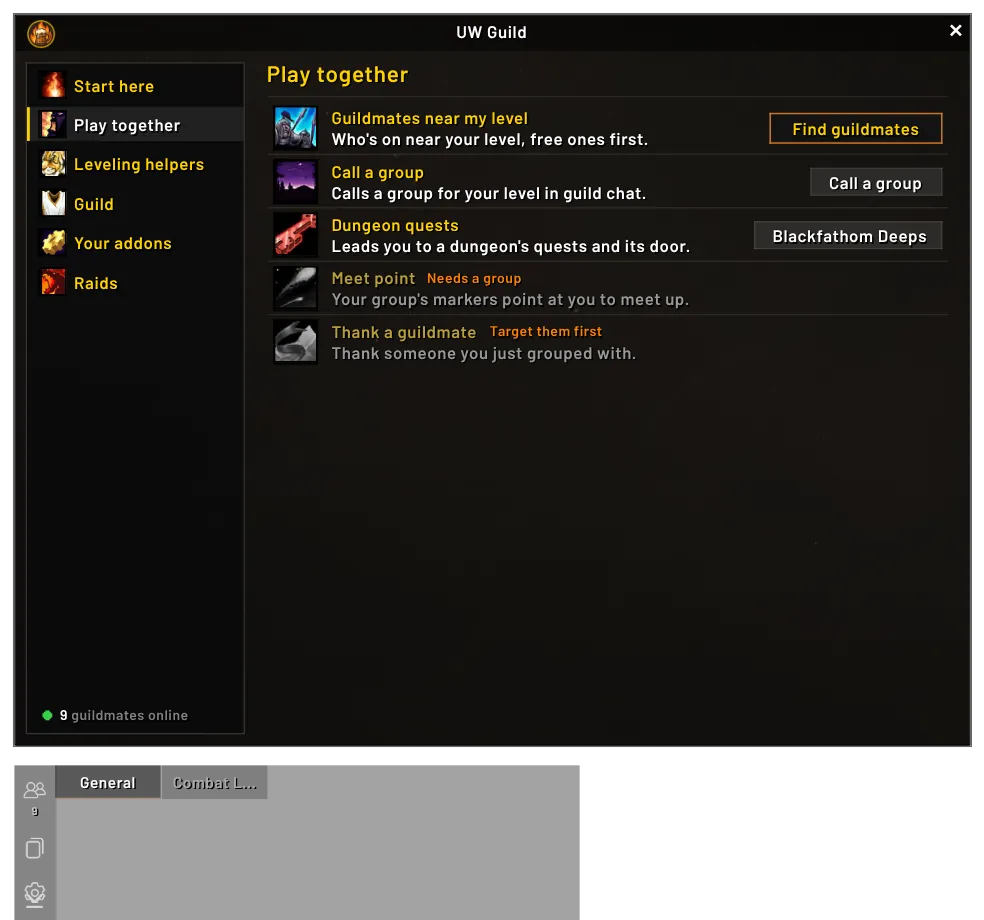 UW Guild
Start here
Play together
Leveling helpers
Guild
Your addons
Raids
9 guildmates online
Play together
Guildmates near my level
Who's on near your level, free ones first.
Find guildmates
Call a group
Calls a group for your level in guild chat.
Call a group
Dungeon quests
Leads you to a dungeon's quests and its door.
Blackfathom Deeps
Meet point Needs a group
Your group's markers point at you to meet up.
Thank a guildmate Target them first
Thank someone you just grouped with.
General
Combat L...
9